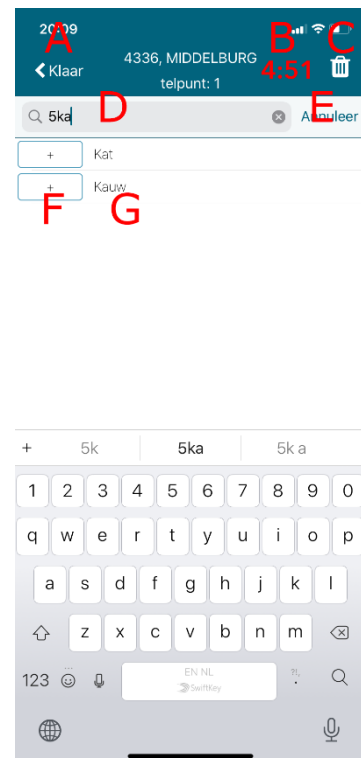 20:09
A B C
Klaar 4336, MIDDELBURG 4:51
telpunt: 1
5ka D E Annuleer
+ Kat
+ Kauw
F G
+ 5k 5ka 5k a
1 2 3 4 5 6 7 8 9 0
q w e r t y u i o p
a s d f g h j k l
z x c v b n m
123 EN NL ?!,
SwiftKey .